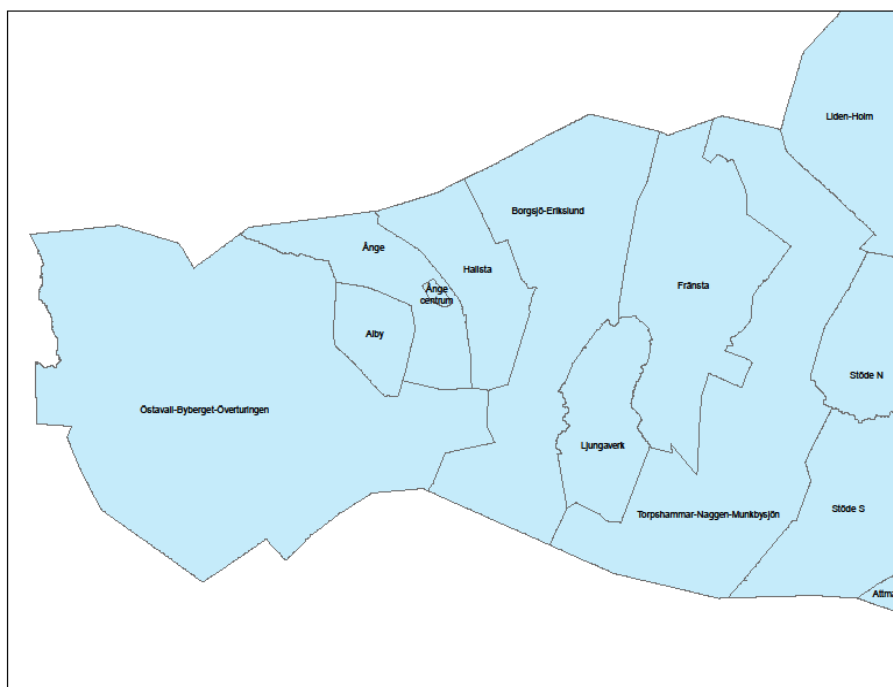 Liden-Holm
Borgsjö-Erikslund
Ånge
Hallsta
Fränsta
Ånge
centrum
Alby
Stöde N
Östavall-Byberget-Överturingen
Ljungaverk
Torpshammar-Naggen-Munkbysjön
Stöde S
Attma